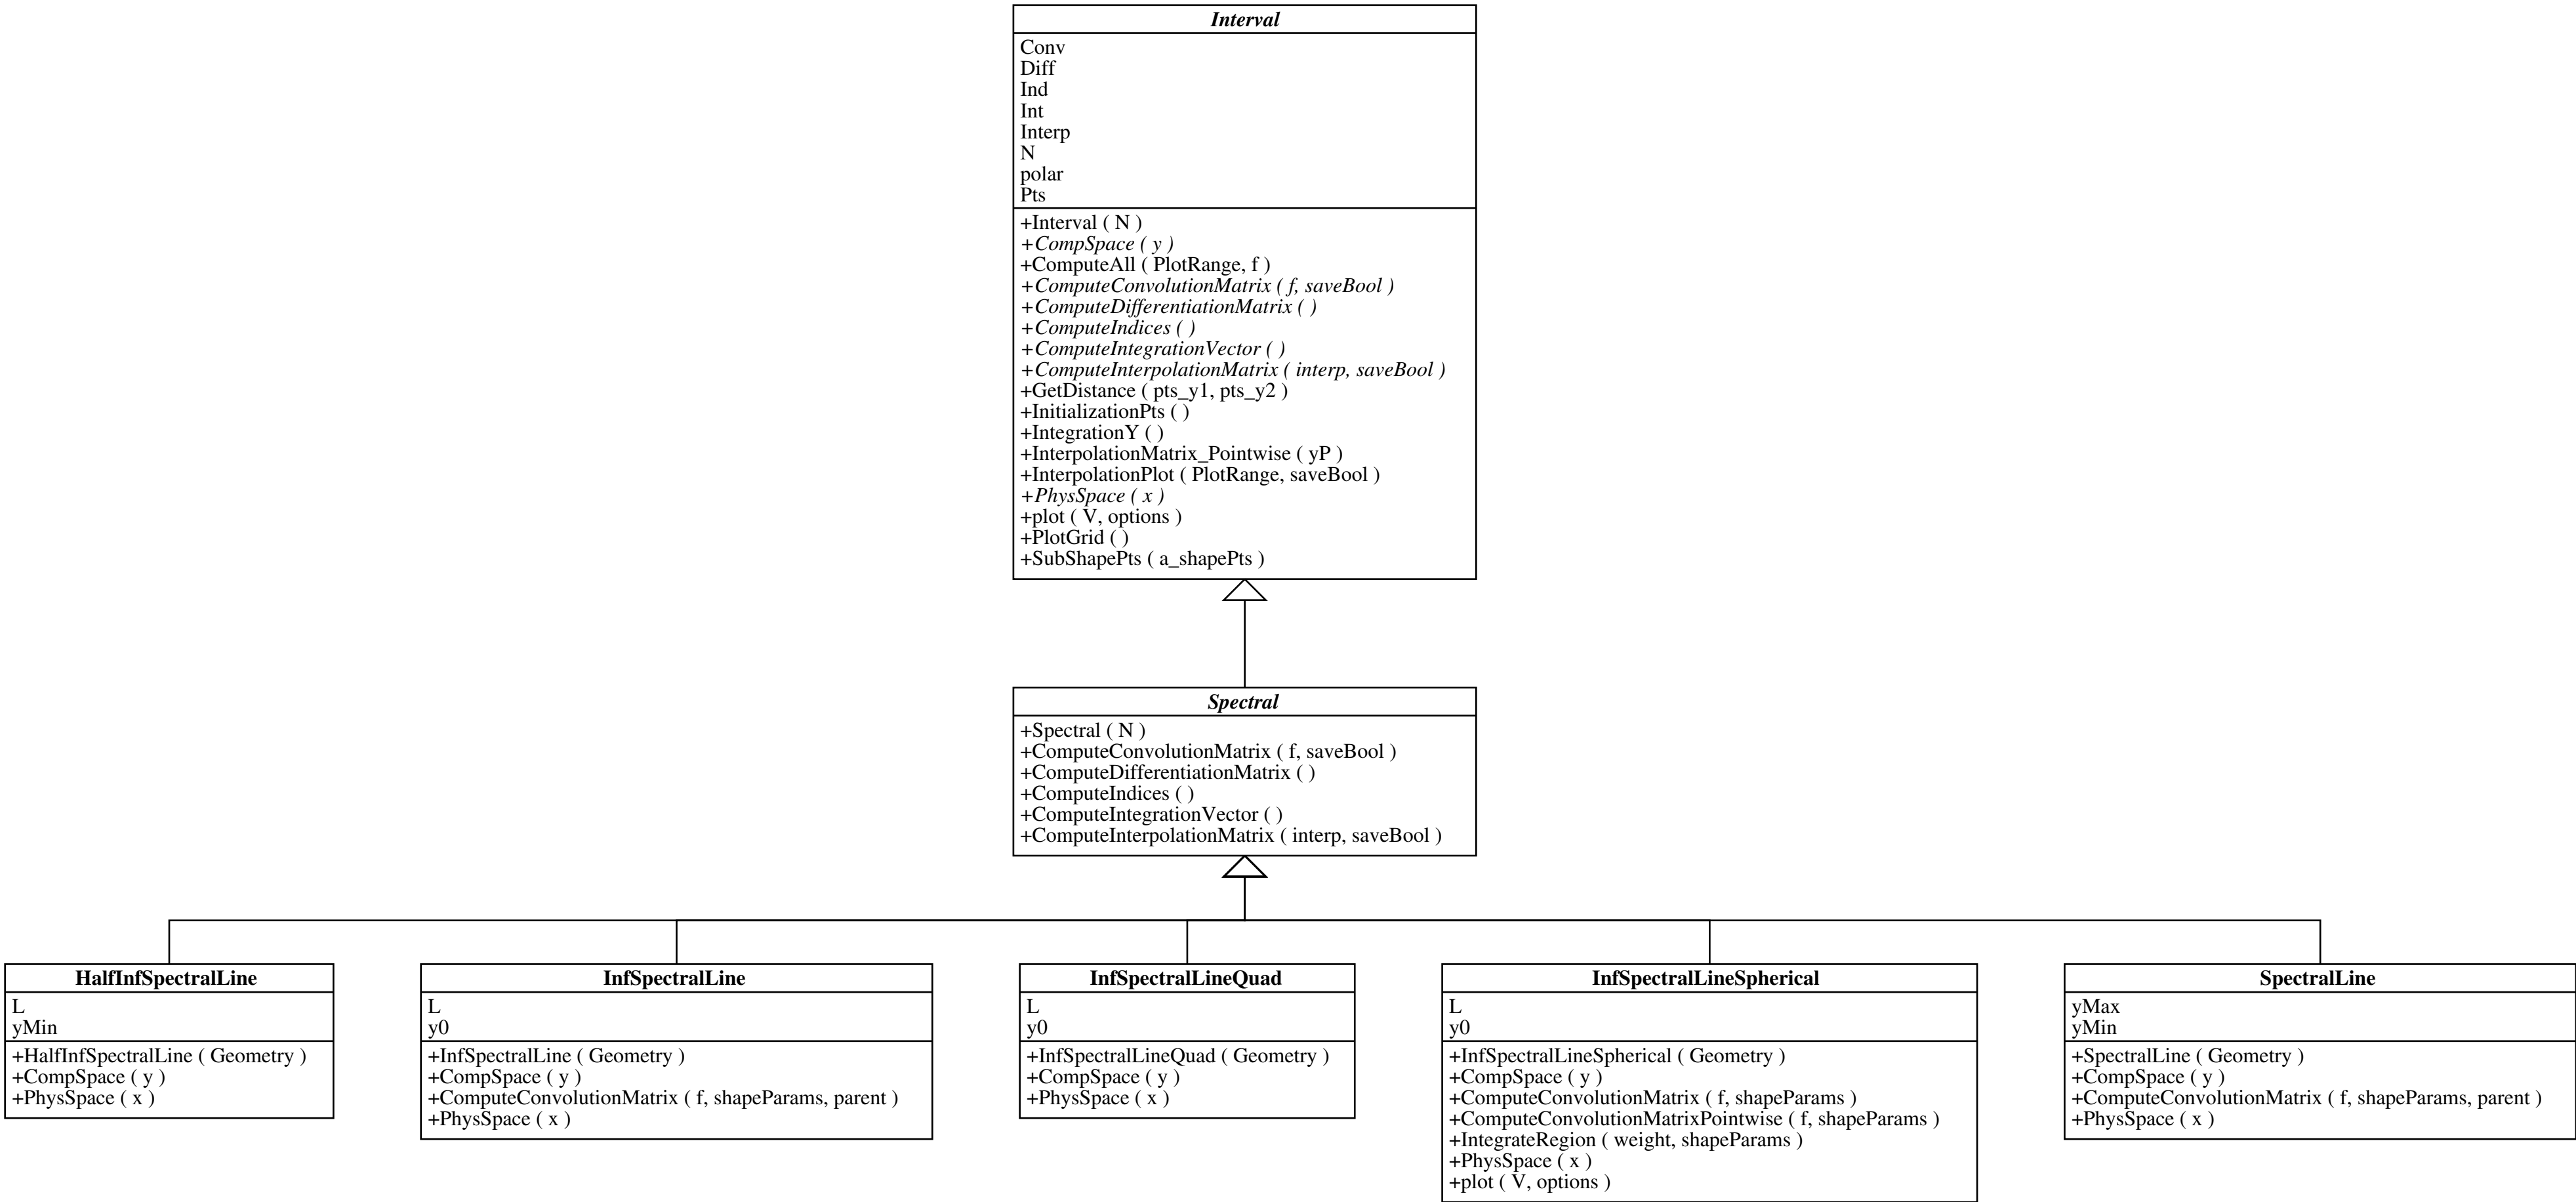 Interval
Conv
Diff
Ind
Int
Interp
N
polar
Pts
+Interval ( N )
+CompSpace ( y )
+ComputeAll ( PlotRange, f )
+ComputeConvolutionMatrix ( f, saveBool )
+ComputeDifferentiationMatrix ( )
+ComputeIndices ( )
+ComputeIntegrationVector ( )
+ComputeInterpolationMatrix ( interp, saveBool )
+GetDistance ( pts_y1, pts_y2 )
+InitializationPts ( )
+IntegrationY ( )
+InterpolationMatrix_Pointwise ( yP )
+InterpolationPlot ( PlotRange, saveBool )
+PhysSpace ( x )
+plot ( V, options )
+PlotGrid ( )
+SubShapePts ( a_shapePts )
Spectral
+Spectral ( N )
+ComputeConvolutionMatrix ( f, saveBool )
+ComputeDifferentiationMatrix ( )
+ComputeIndices ( )
+ComputeIntegrationVector ( )
+ComputeInterpolationMatrix ( interp, saveBool )
HalfInfSpectralLine
L
yMin
+HalfInfSpectralLine ( Geometry )
+CompSpace ( y )
+PhysSpace ( x )
InfSpectralLine
L
y0
+InfSpectralLine ( Geometry )
+CompSpace ( y )
+ComputeConvolutionMatrix ( f, shapeParams, parent )
+PhysSpace ( x )
InfSpectralLineQuad
L
y0
+InfSpectralLineQuad ( Geometry )
+CompSpace ( y )
+PhysSpace ( x )
InfSpectralLineSpherical
L
y0
+InfSpectralLineSpherical ( Geometry )
+CompSpace ( y )
+ComputeConvolutionMatrix ( f, shapeParams )
+ComputeConvolutionMatrixPointwise ( f, shapeParams )
+IntegrateRegion ( weight, shapeParams )
+PhysSpace ( x )
+plot ( V, options )
SpectralLine
yMax
yMin
+SpectralLine ( Geometry )
+CompSpace ( y )
+ComputeConvolutionMatrix ( f, shapeParams, parent )
+PhysSpace ( x )